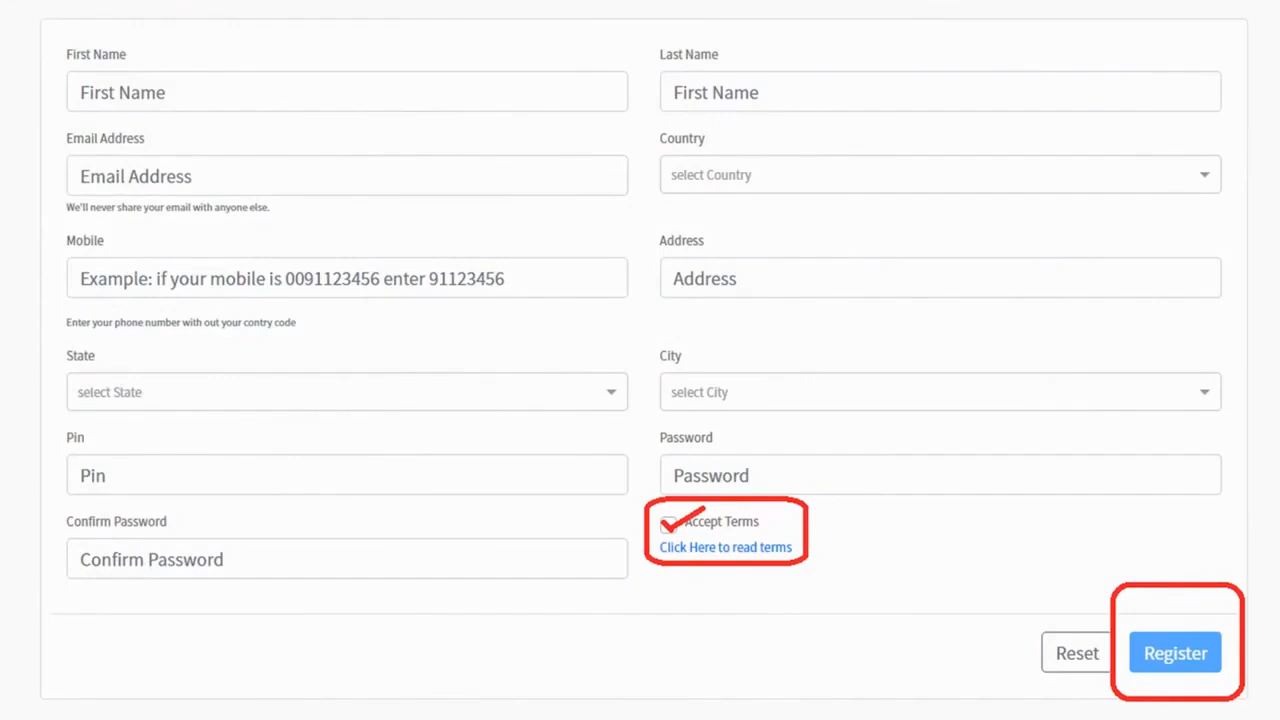 First Name
Last Name
First Name
First Name
Email Address
Country
Email Address
select Country
We'll never share your email with anyone else.
Mobile
Address
Example: if your mobile is 0091123456 enter 91123456
Address
Enter your phone number with out your contry code
State
City
select State
select City
Pin
Password
Pin
Password
Confirm Password
Accept Terms
Click Here to read terms
Confirm Password
Reset
Register